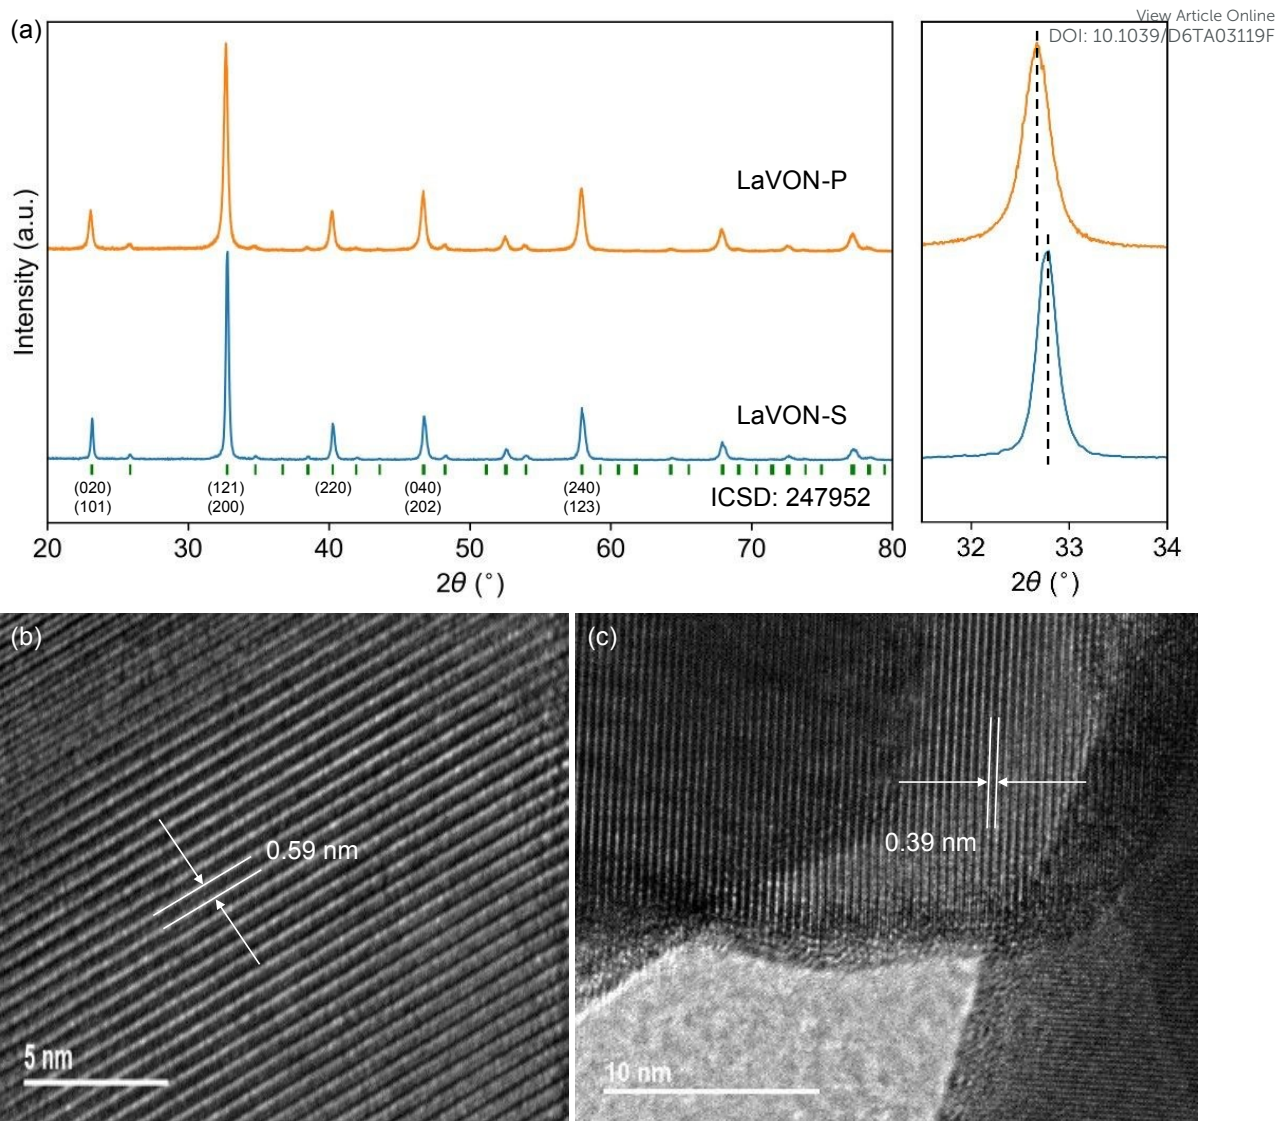 View Article Online
DOI: 10.1039/D6TA03119F
(a)
LaVON-P
LaVON-S
Intensity (a.u.)
(020) (121) (220) (040) (240)
(101) (200) (202) (123)
ICSD: 247952
20 30 40 50 60 70 80
2θ (°)
32 33 34
2θ (°)
(b)
0.59 nm
5 nm
(c)
0.39 nm
10 nm